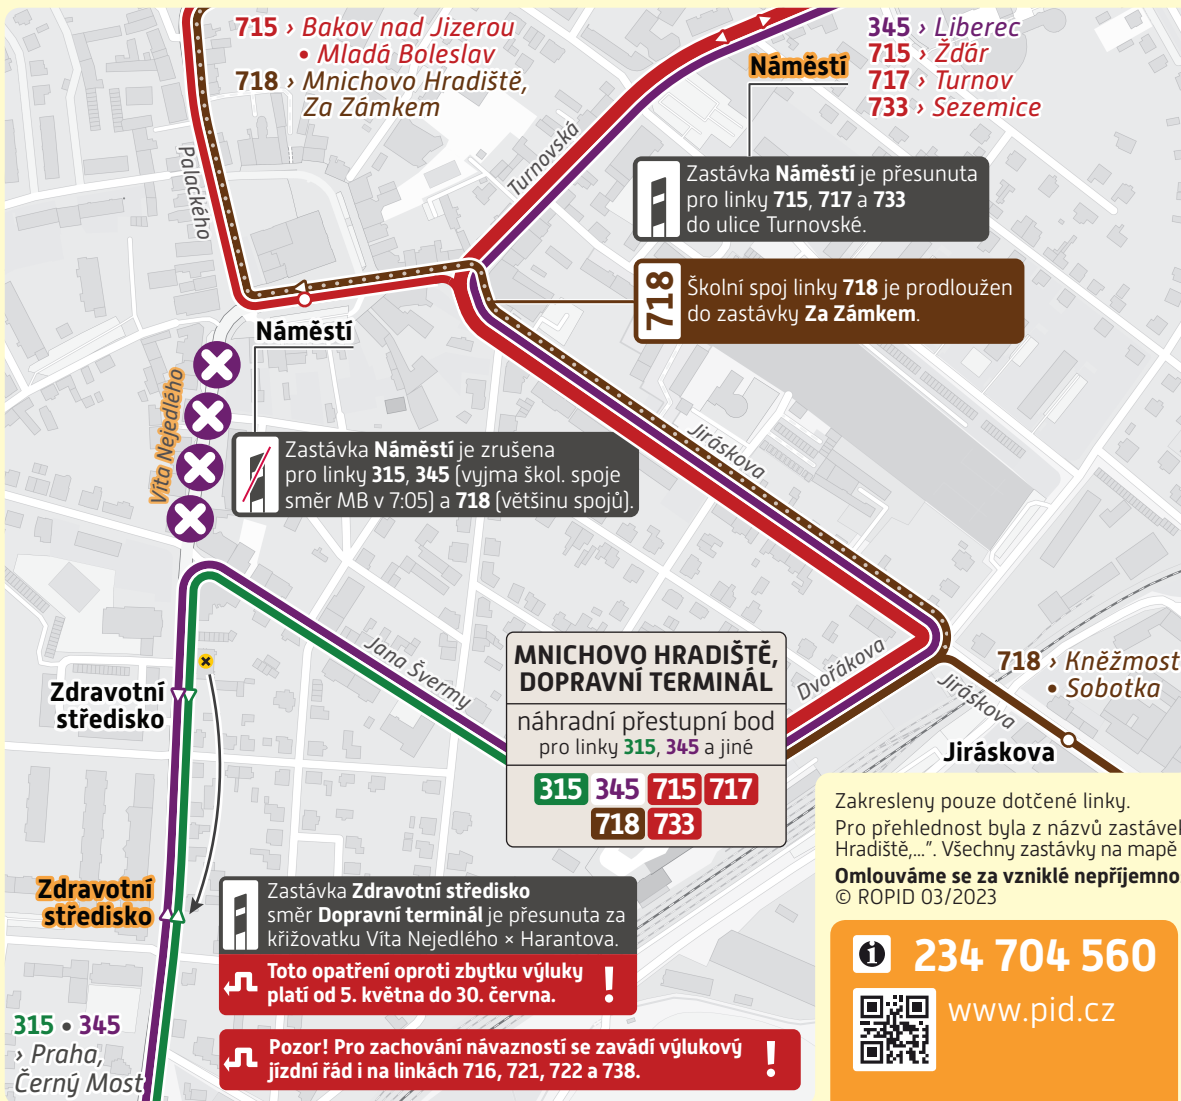 715 › Bakov nad Jizerou
• Mladá Boleslav
718 › Mnichovo Hradiště,
Za Zámkem
345 › Liberec
715 › Žďár
717 › Turnov
733 › Sezemice
Náměstí
Turnovská
Palackého
Zastávka Náměstí je přesunuta
pro linky 715, 717 a 733
do ulice Turnovské.
718
Školní spoj linky 718 je prodloužen
do zastávky Za Zámkem.
Náměstí
Víta Nejedlého
Jiráskova
Zastávka Náměstí je zrušena
pro linky 315, 345 (vyjma škol. spoje
směr MB v 7:05) a 718 (většinu spojů).
Jana Švermy
MNICHOVO HRADIŠTĚ,
DOPRAVNÍ TERMINÁL
náhradní přestupní bod
pro linky 315, 345 a jiné
315 345 715 717
718 733
Dvořákova
Jiráskova
718 › Kněžmost
• Sobotka
Jiráskova
Zdravotní
středisko
Zdravotní
středisko
Zastávka Zdravotní středisko
směr Dopravní terminál je přesunuta za
křižovatku Víta Nejedlého × Harantova.
Toto opatření oproti zbytku výluky
platí od 5. května do 30. června. !
Pozor! Pro zachování návazností se zavádí výlukový
jízdní řád i na linkách 716, 721, 722 a 738. !
315 • 345
› Praha,
Černý Most
Zakresleny pouze dotčené linky.
Pro přehlednost byla z názvů zastávek
Hradiště,...". Všechny zastávky na mapě
Omlouváme se za vzniklé nepříjemno
© ROPID 03/2023
234 704 560
www.pid.cz